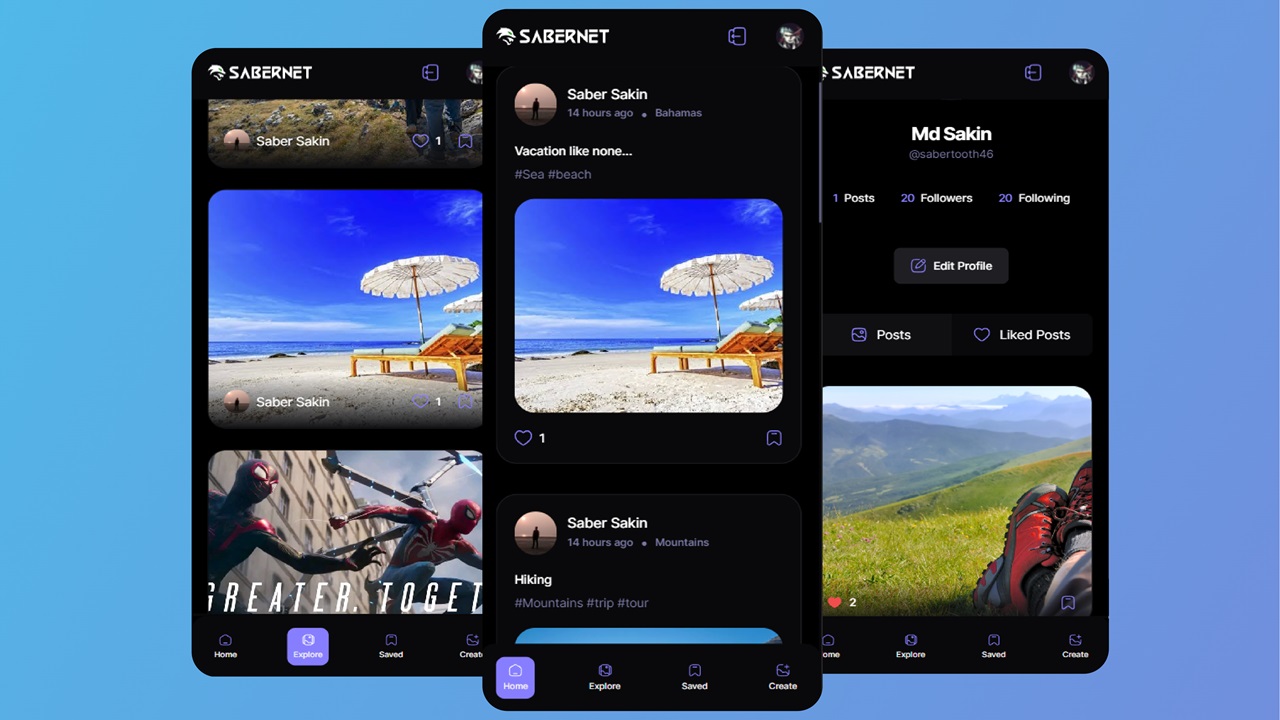 SABERNET
Saber Sakin
1
Saber Sakin
1
GREATER. TOGET
Home
Explore
Saved
Create
SABERNET
Saber Sakin
14 hours ago • Bahamas
Vacation like none...
#Sea #beach
1
Saber Sakin
14 hours ago • Mountains
Hiking
#Mountains #trip #tour
Home
Explore
Saved
Create
SABERNET
Md Sakin
@sabertooth46
1 Posts
20 Followers
20 Following
Edit Profile
Posts
Liked Posts
2
ome
Explore
Saved
Create